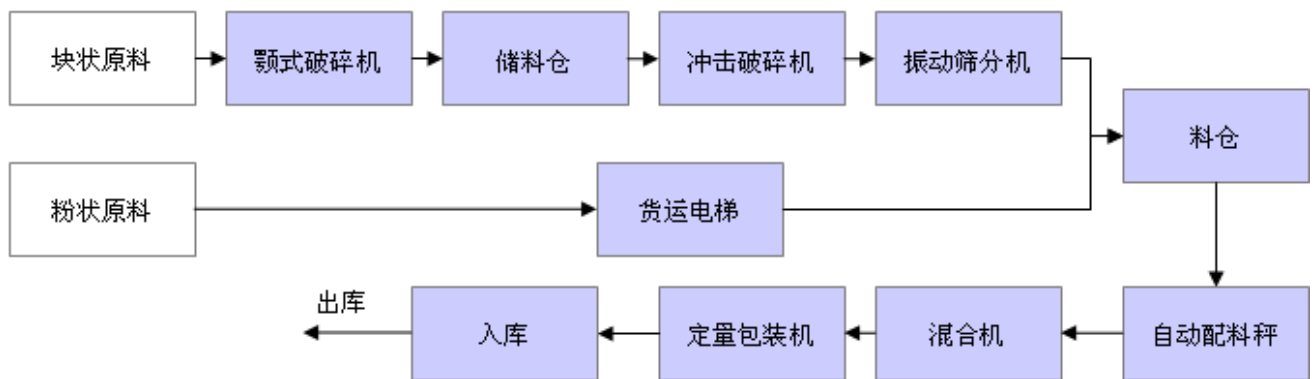 块状原料
颚式破碎机
储料仓
冲击破碎机
振动筛分机
料仓
粉状原料
货运电梯
出库
入库
定量包装机
混合机
自动配料秤